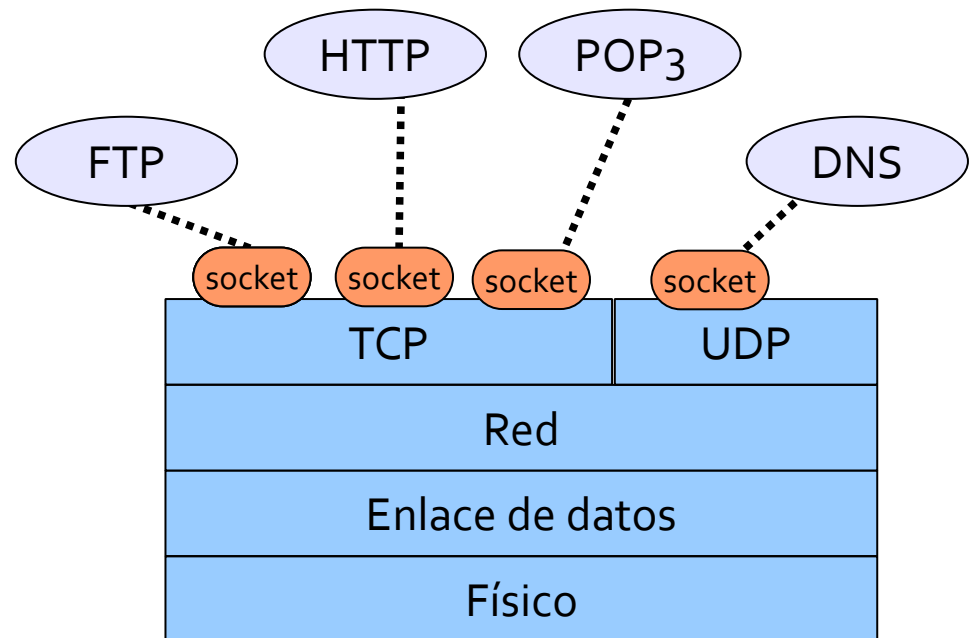 HTTP
POP3
FTP
DNS
socket
socket
socket
socket
TCP
UDP
Red
Enlace de datos
Físico